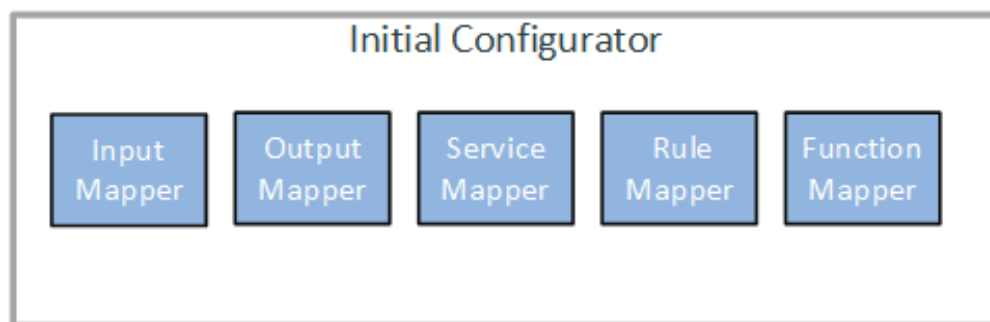 Initial Configurator
Input
Mapper
Output
Mapper
Service
Mapper
Rule
Mapper
Function
Mapper